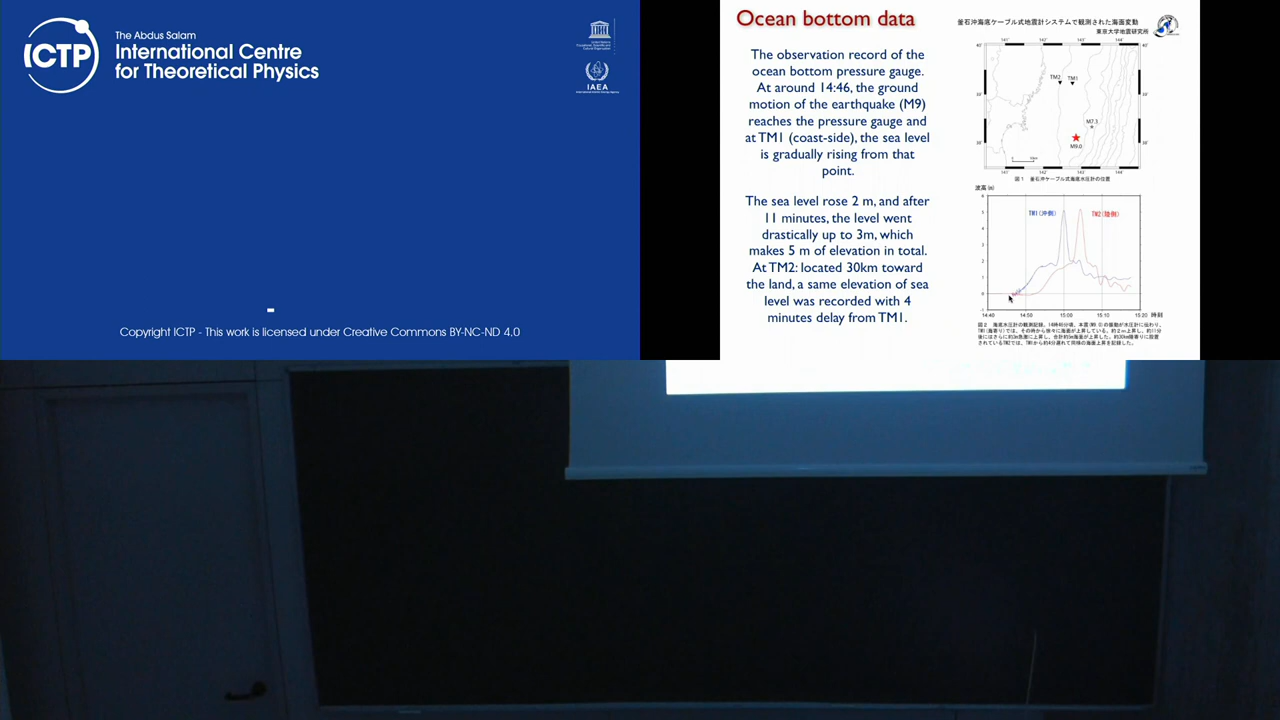 ICTP
The Abdus Salam
International Centre
for Theoretical Physics
IAEA
Copyright ICTP - This work is licensed under Creative Commons BY-NC-ND 4.0
Ocean bottom data
The observation record of the
ocean bottom pressure gauge.
At around 14:46, the ground
motion of the earthquake (M9)
reaches the pressure gauge and
at TM1 (coast-side), the sea level
is gradually rising from that
point.
The sea level rose 2 m, and after
11 minutes, the level went
drastically up to 3m, which
makes 5 m of elevation in total.
At TM2: located 30km toward
the land, a same elevation of sea
level was recorded with 4
minutes delay from TM1.
釜石沖海底ケーブル式地震計システムで観測された海面変動
東京大学地震研究所
TM2 TM1
M7.3
M9.0
141° 142° 143° 144°
図1 釜石沖ケーブル式海底水圧計の位置
波高 (m)
TM1(沖側)
TM2(陸側)
14:40 14:50 15:00 15:10 15:20 時刻